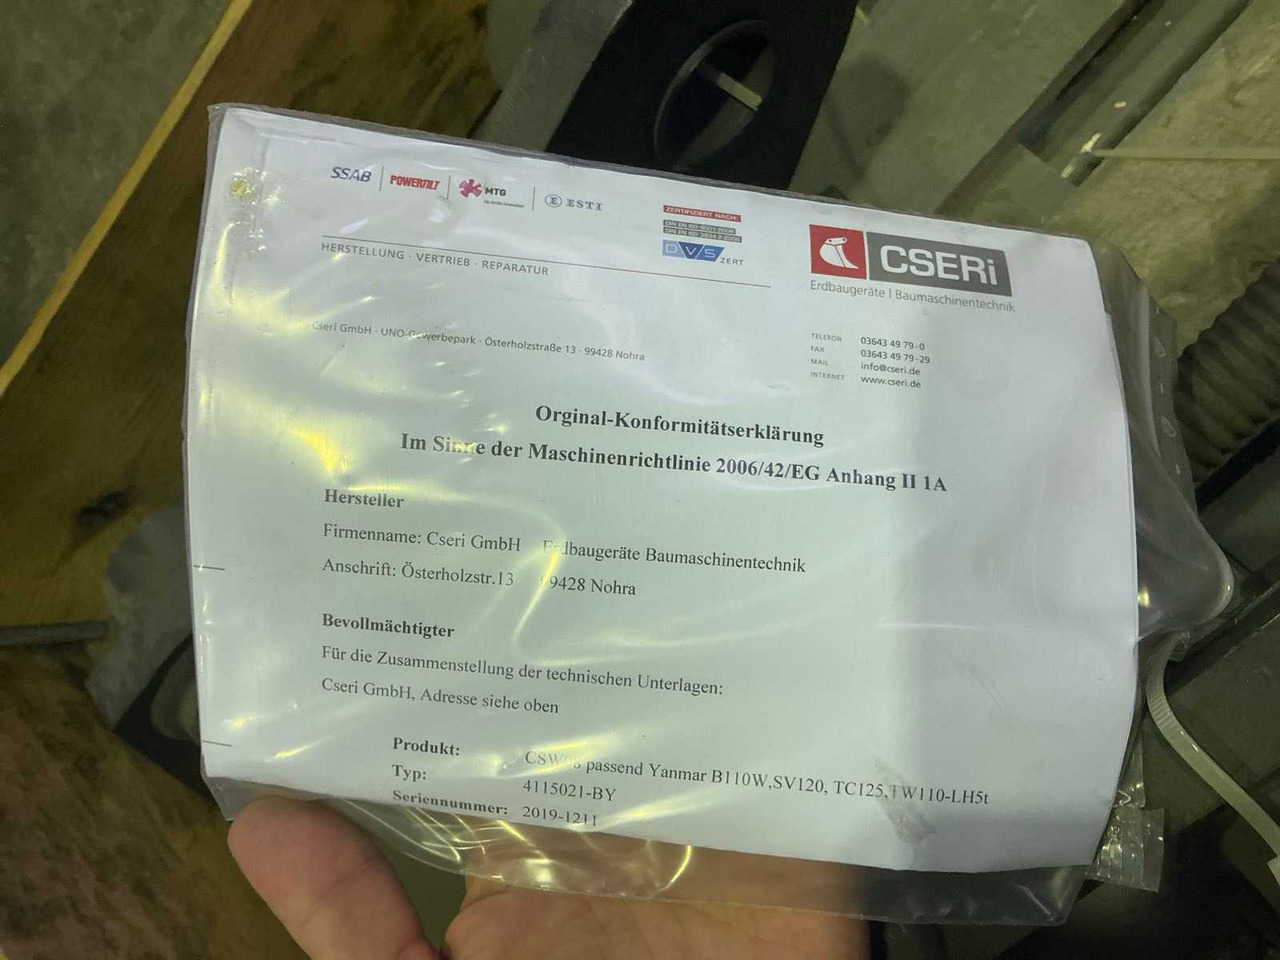 SSAB POWERTILT MTG ESTI
ZERTIFIZIERT NACH:
DVS ZERT
CSERi
Erdbaugeräte | Baumaschinentechnik
HERSTELLUNG · VERTRIEB · REPARATUR
Cseri GmbH · UNO-Gewerbepark · Österholzstraße 13 · 99428 Nohra
TELEFON 03643 49 79-0
FAX 03643 49 79-29
MAIL info@cseri.de
INTERNET www.cseri.de
Orginal-Konformitätserklärung
Im Sinne der Maschinenrichtlinie 2006/42/EG Anhang II 1A
Hersteller
Firmenname: Cseri GmbH Erdbaugeräte Baumaschinentechnik
Anschrift: Österholzstr.13 99428 Nohra
Bevollmächtigter
Für die Zusammenstellung der technischen Unterlagen:
Cseri GmbH, Adresse siehe oben
Produkt: passend Yanmar B110W,SV120, TC125,TW110-LH5t
Typ: 4115021-BY
Seriennummer: 2019-1211